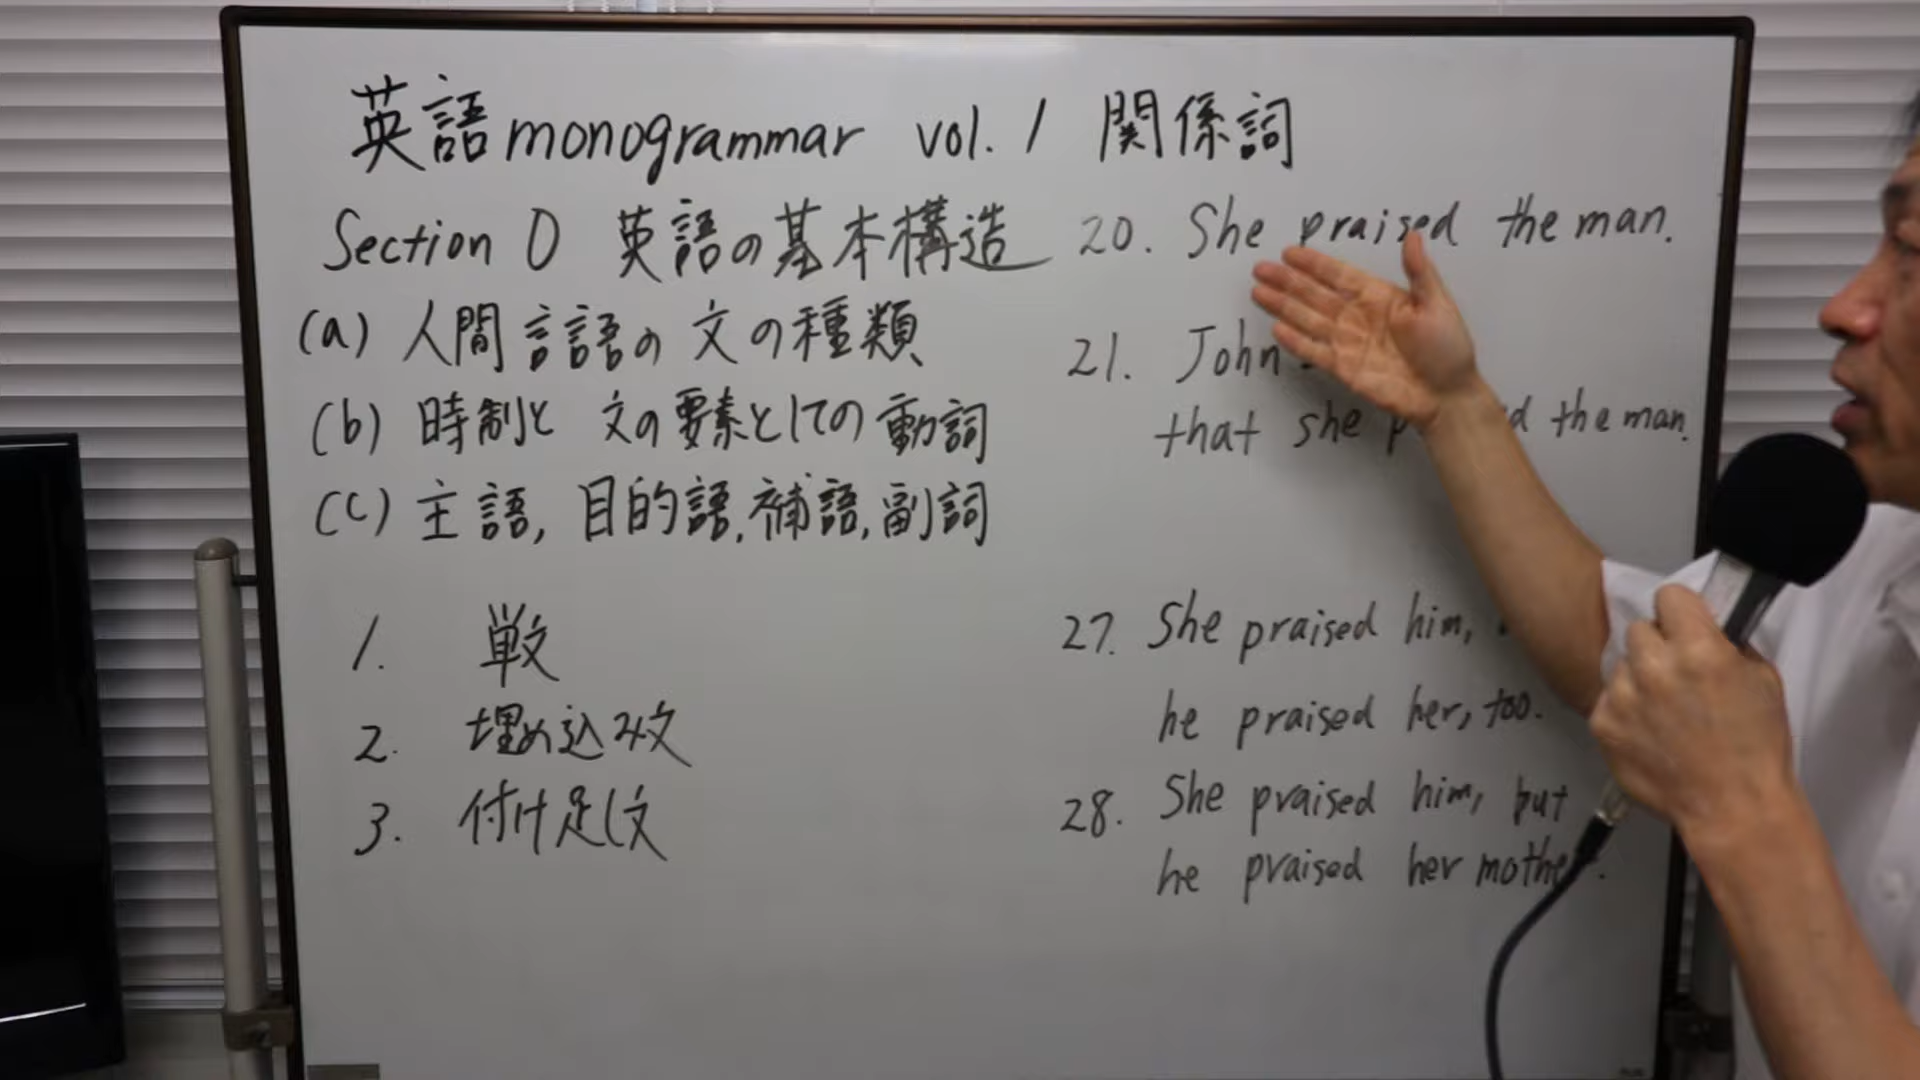 英語monogrammar vol. 1 関係詞
Section 0 英語の基本構造
(a) 人間言語の文の種類
(b) 時制と文の要素としての動詞
(c) 主語, 目的語, 補語, 副詞
1. 単文
2. 埋め込み文
3. 付け足し文
20. She praised the man.
21. John
that she the man.
27. She praised him,
he praised her, too.
28. She praised him, but
he praised her